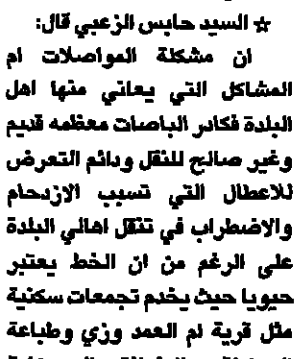 ☆ السيد حابس الزعبي قال:
ان مشكلة المواصلات ام
المشاكل التي يعاني منها اهل
البلدة فكادر الباصات معظمه قديم
وغير صالح للنقل ودائم التعرض
للاعطال التي تسبب الازدحام
والاضطراب في تنقل اهالي البلدة
على الرغم من ان الخط يعتبر
حيويا حيث يخدم تجمعات سكنية
مثل قرية ام العمد وزي وطباعة